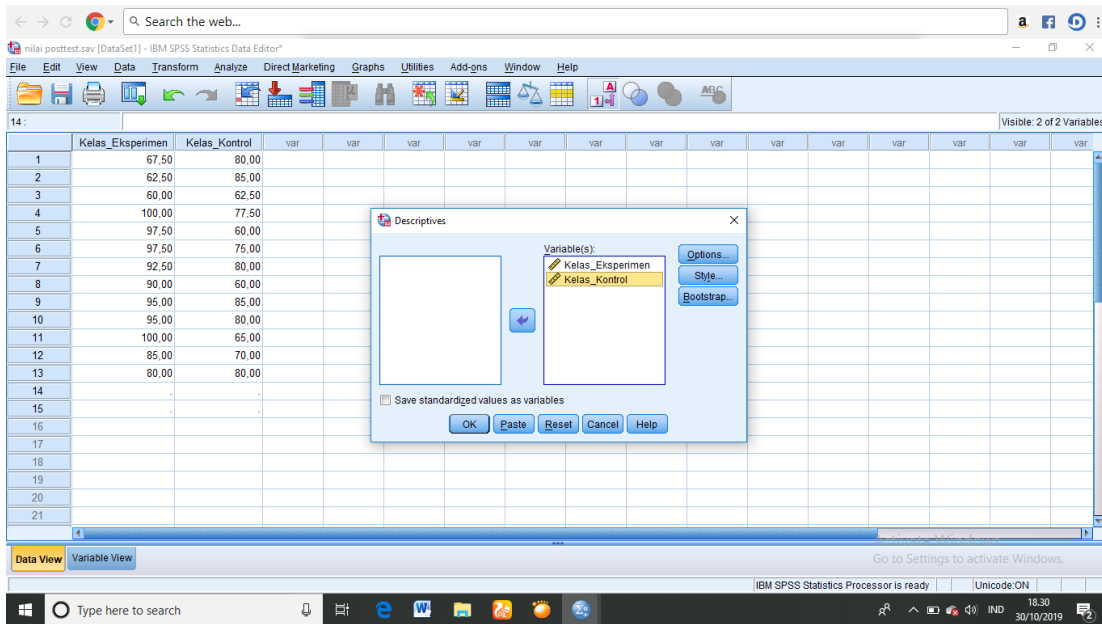 Search the web...
nilai posttest.sav [DataSet1] - IBM SPSS Statistics Data Editor*
File Edit View Data Transform Analyze Direct Marketing Graphs Utilities Add-ons Window Help
14 :
Visible: 2 of 2 Variables
Kelas_Eksperimen Kelas_Kontrol var var var var var var var var var var var var var var
1 67,50 80,00
2 62,50 85,00
3 60,00 62,50
4 100,00 77,50
5 97,50 60,00
6 97,50 75,00
7 92,50 80,00
8 90,00 60,00
9 95,00 85,00
10 95,00 80,00
11 100,00 65,00
12 85,00 70,00
13 80,00 80,00
14 . .
15 . .
16
17
18
19
20
21
Descriptives
Variable(s):
Kelas_Eksperimen
Kelas_Kontrol
Options...
Style...
Bootstrap...
Save standardized values as variables
OK Paste Reset Cancel Help
Data View Variable View
Go to Settings to activate Windows.
IBM SPSS Statistics Processor is ready Unicode:ON
Type here to search
IND
18.30
30/10/2019
2